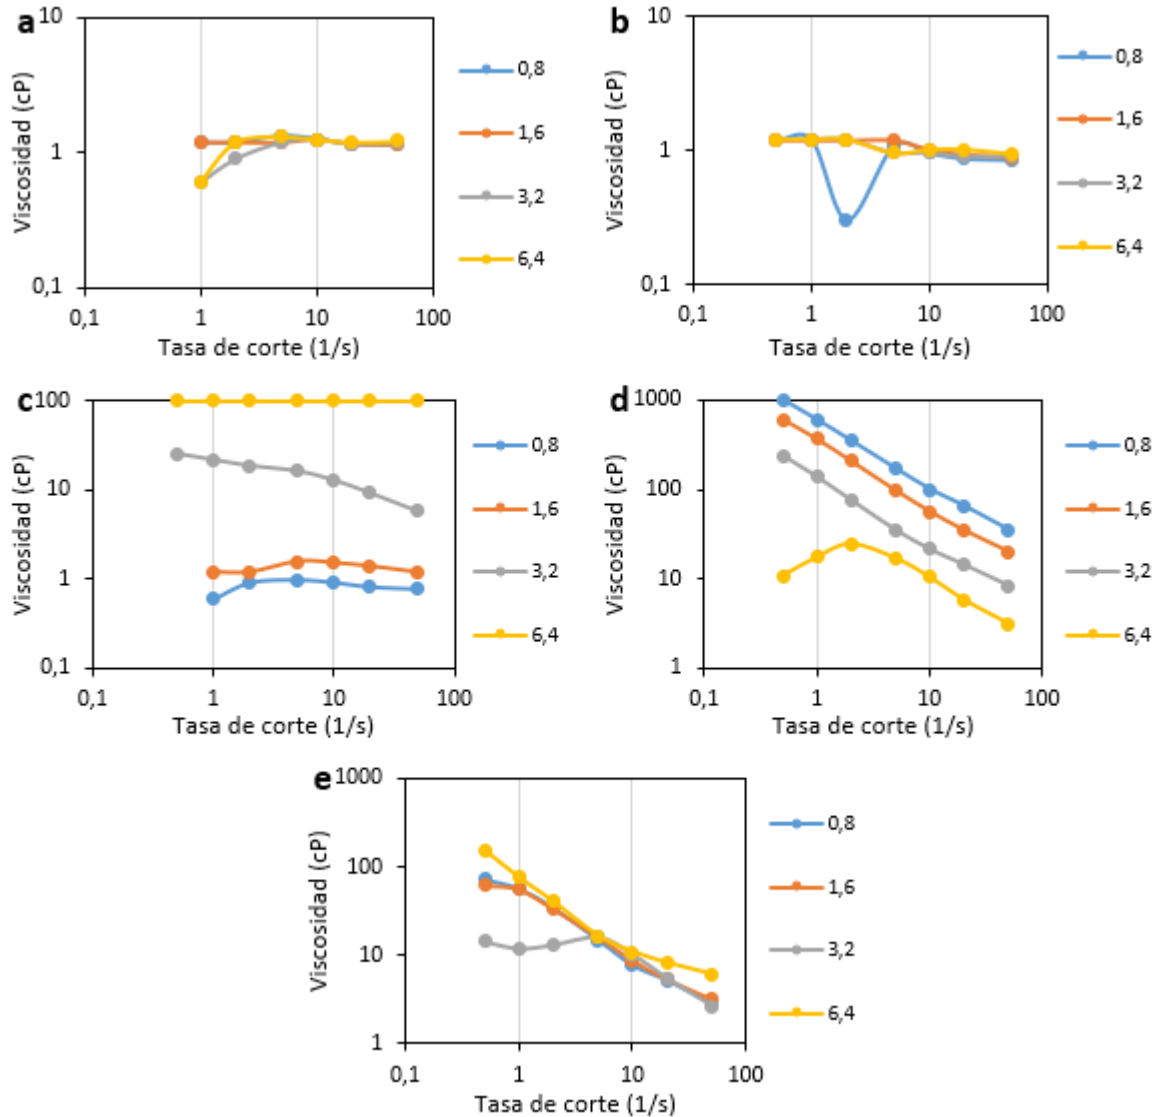 a
10
1
0,1
Viscosidad (cP)
0,1 1 10 100
Tasa de corte (1/s)
0,8
1,6
3,2
6,4
b
10
1
0,1
Viscosidad (cP)
0,1 1 10 100
Tasa de corte (1/s)
0,8
1,6
3,2
6,4
c
100
10
1
0,1
Viscosidad (cP)
0,1 1 10 100
Tasa de corte (1/s)
0,8
1,6
3,2
6,4
d
1000
100
10
1
Viscosidad (cP)
0,1 1 10 100
Tasa de corte (1/s)
0,8
1,6
3,2
6,4
e
1000
100
10
1
Viscosidad (cP)
0,1 1 10 100
Tasa de corte (1/s)
0,8
1,6
3,2
6,4